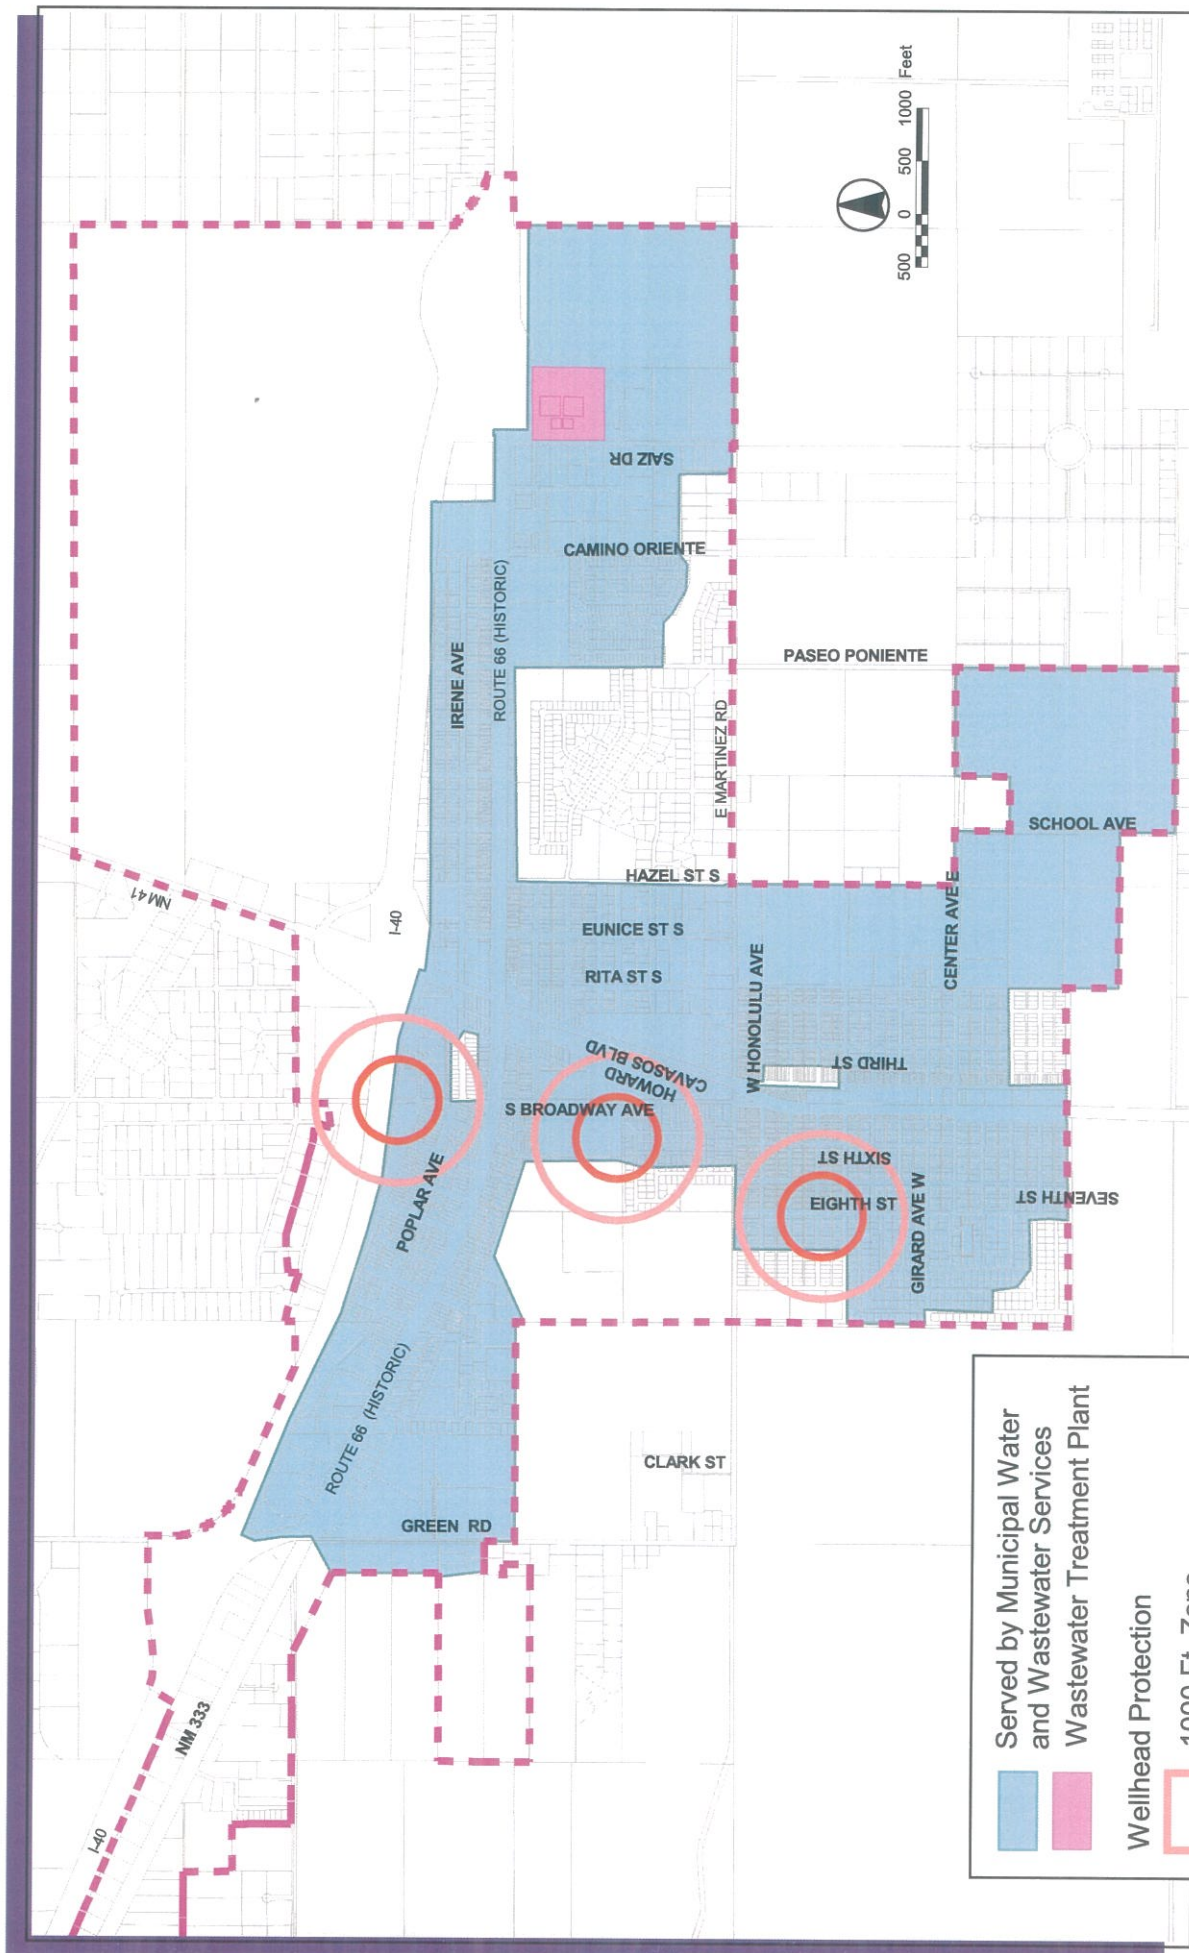 NM 41
I-40
IRENE AVE
ROUTE 66 (HISTORIC)
SAIZ DR
CAMINO ORIENTE
E MARTINEZ RD
PASEO PONIENTE
HAZEL ST S
EUNICE ST S
RITA ST S
SCHOOL AVE
CENTER AVE E
W HONOLULU AVE
THIRD ST
HOWARD
CAVASOS BLVD
S BROADWAY AVE
SIXTH ST
EIGHTH ST
SEVENTH ST
GIRARD AVE W
POPLAR AVE
ROUTE 66 (HISTORIC)
GREEN RD
CLARK ST
NM 333
I-40
500 0 500 1000 Feet
Served by Municipal Water
and Wastewater Services
Wastewater Treatment Plant
Wellhead Protection
1000 Ft. Zone